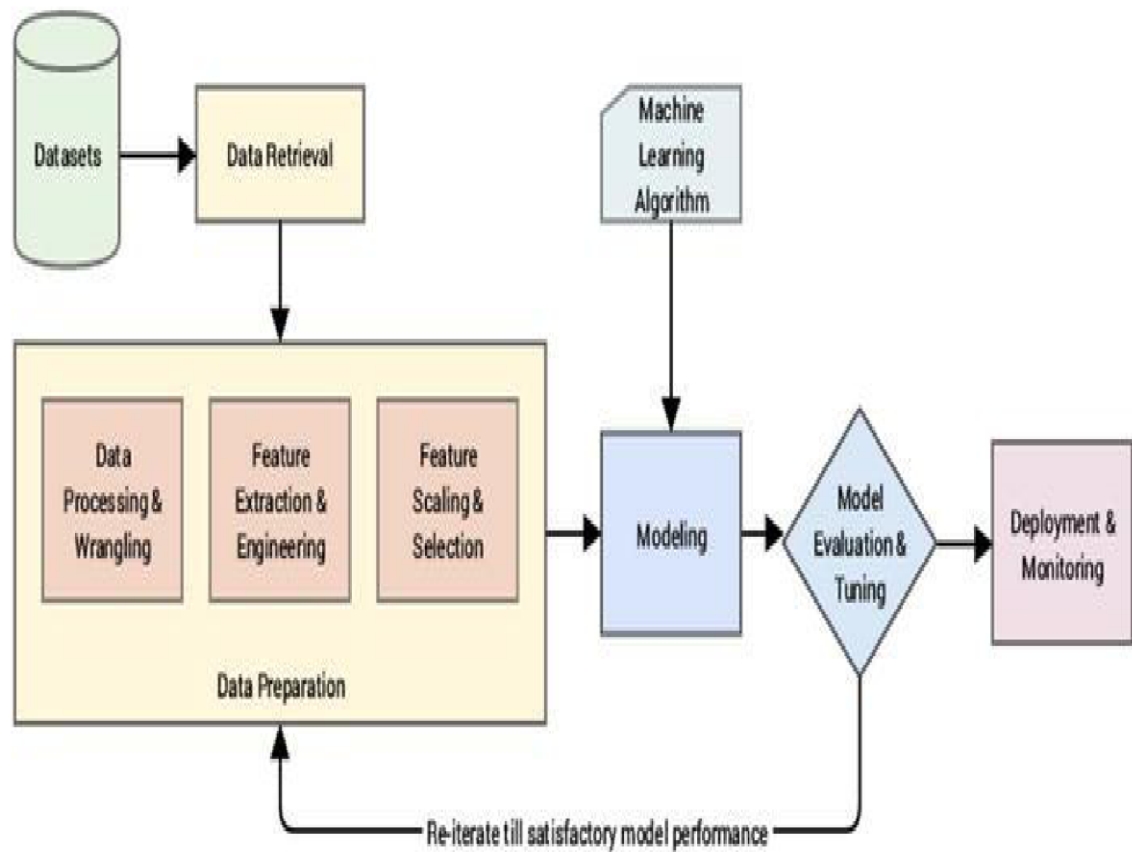 Datasets
Data Retrieval
Machine
Learning
Algorithm
Data
Processing &
Wrangling
Feature
Extraction &
Engineering
Feature
Scaling &
Selection
Data Preparation
Modeling
Model
Evaluation &
Tuning
Deployment &
Monitoring
Re-iterate till satisfactory model performance